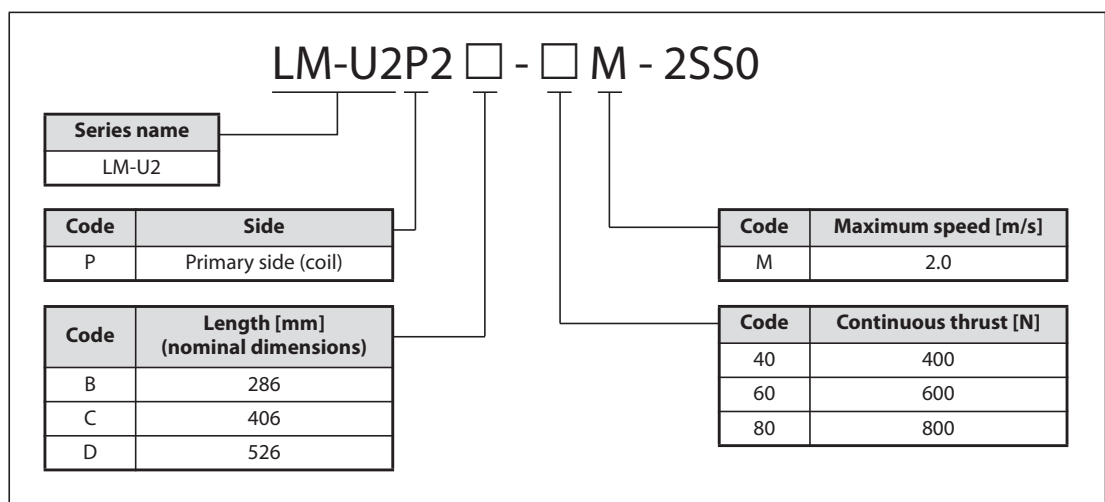 LM-U2P2 □ - □ M - 2SS0
Series name
LM-U2
Code Side
P Primary side (coil)
Code Length [mm]
(nominal dimensions)
B 286
C 406
D 526
Code Maximum speed [m/s]
M 2.0
Code Continuous thrust [N]
40 400
60 600
80 800